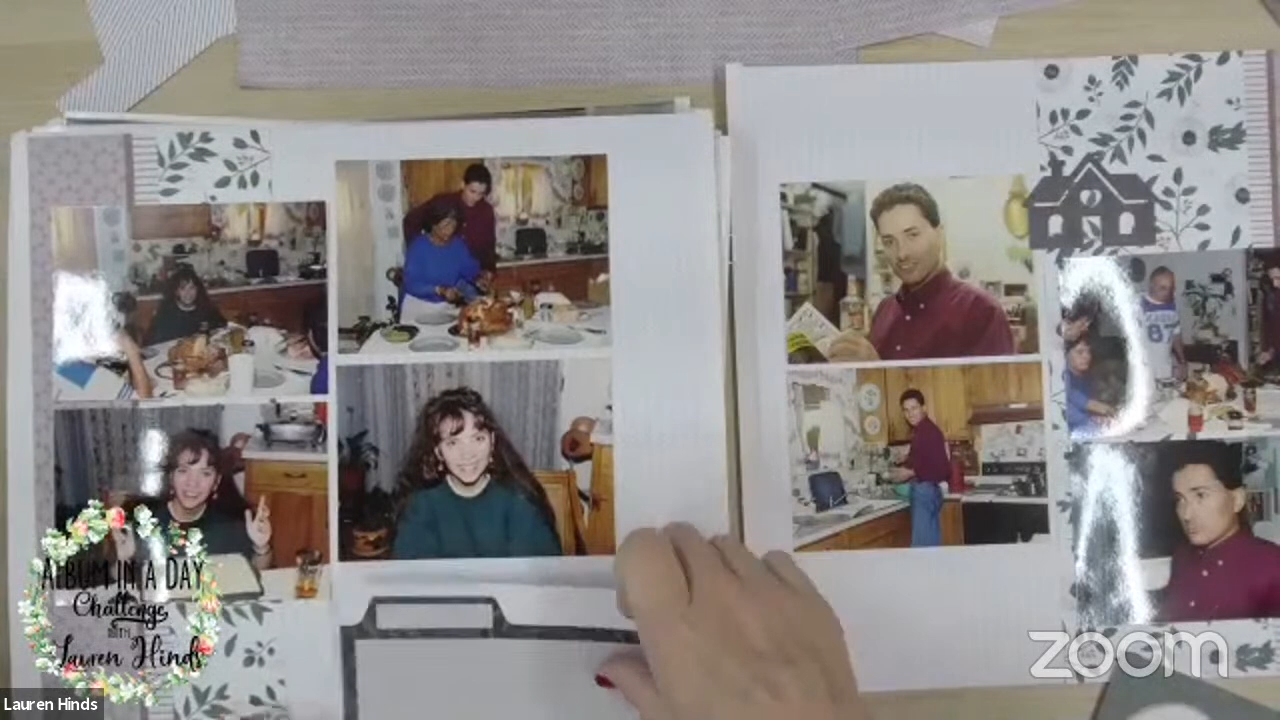 87
ALBUM IN A DAY
Challenge
WITH
Lauren Hinds
Lauren Hinds
zoom